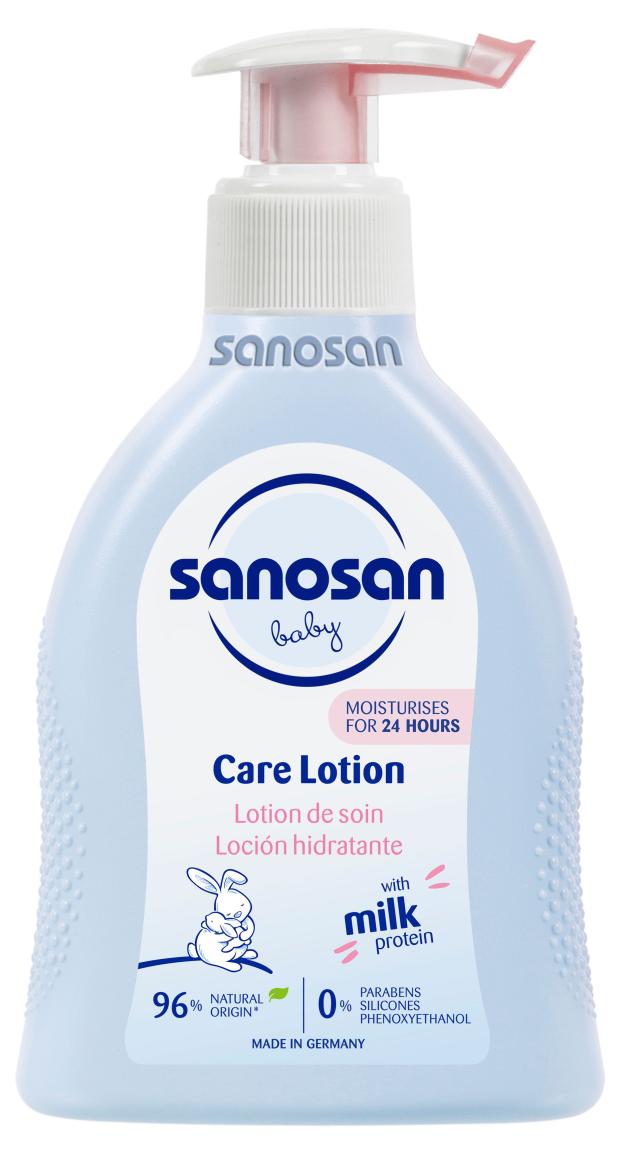 sanosan
sanosan
baby
MOISTURISES
FOR 24 HOURS
Care Lotion
Lotion de soin
Loción hidratante
with
milk
protein
96% NATURAL
ORIGIN*
0% PARABENS
SILICONES
PHENOXYETHANOL
MADE IN GERMANY